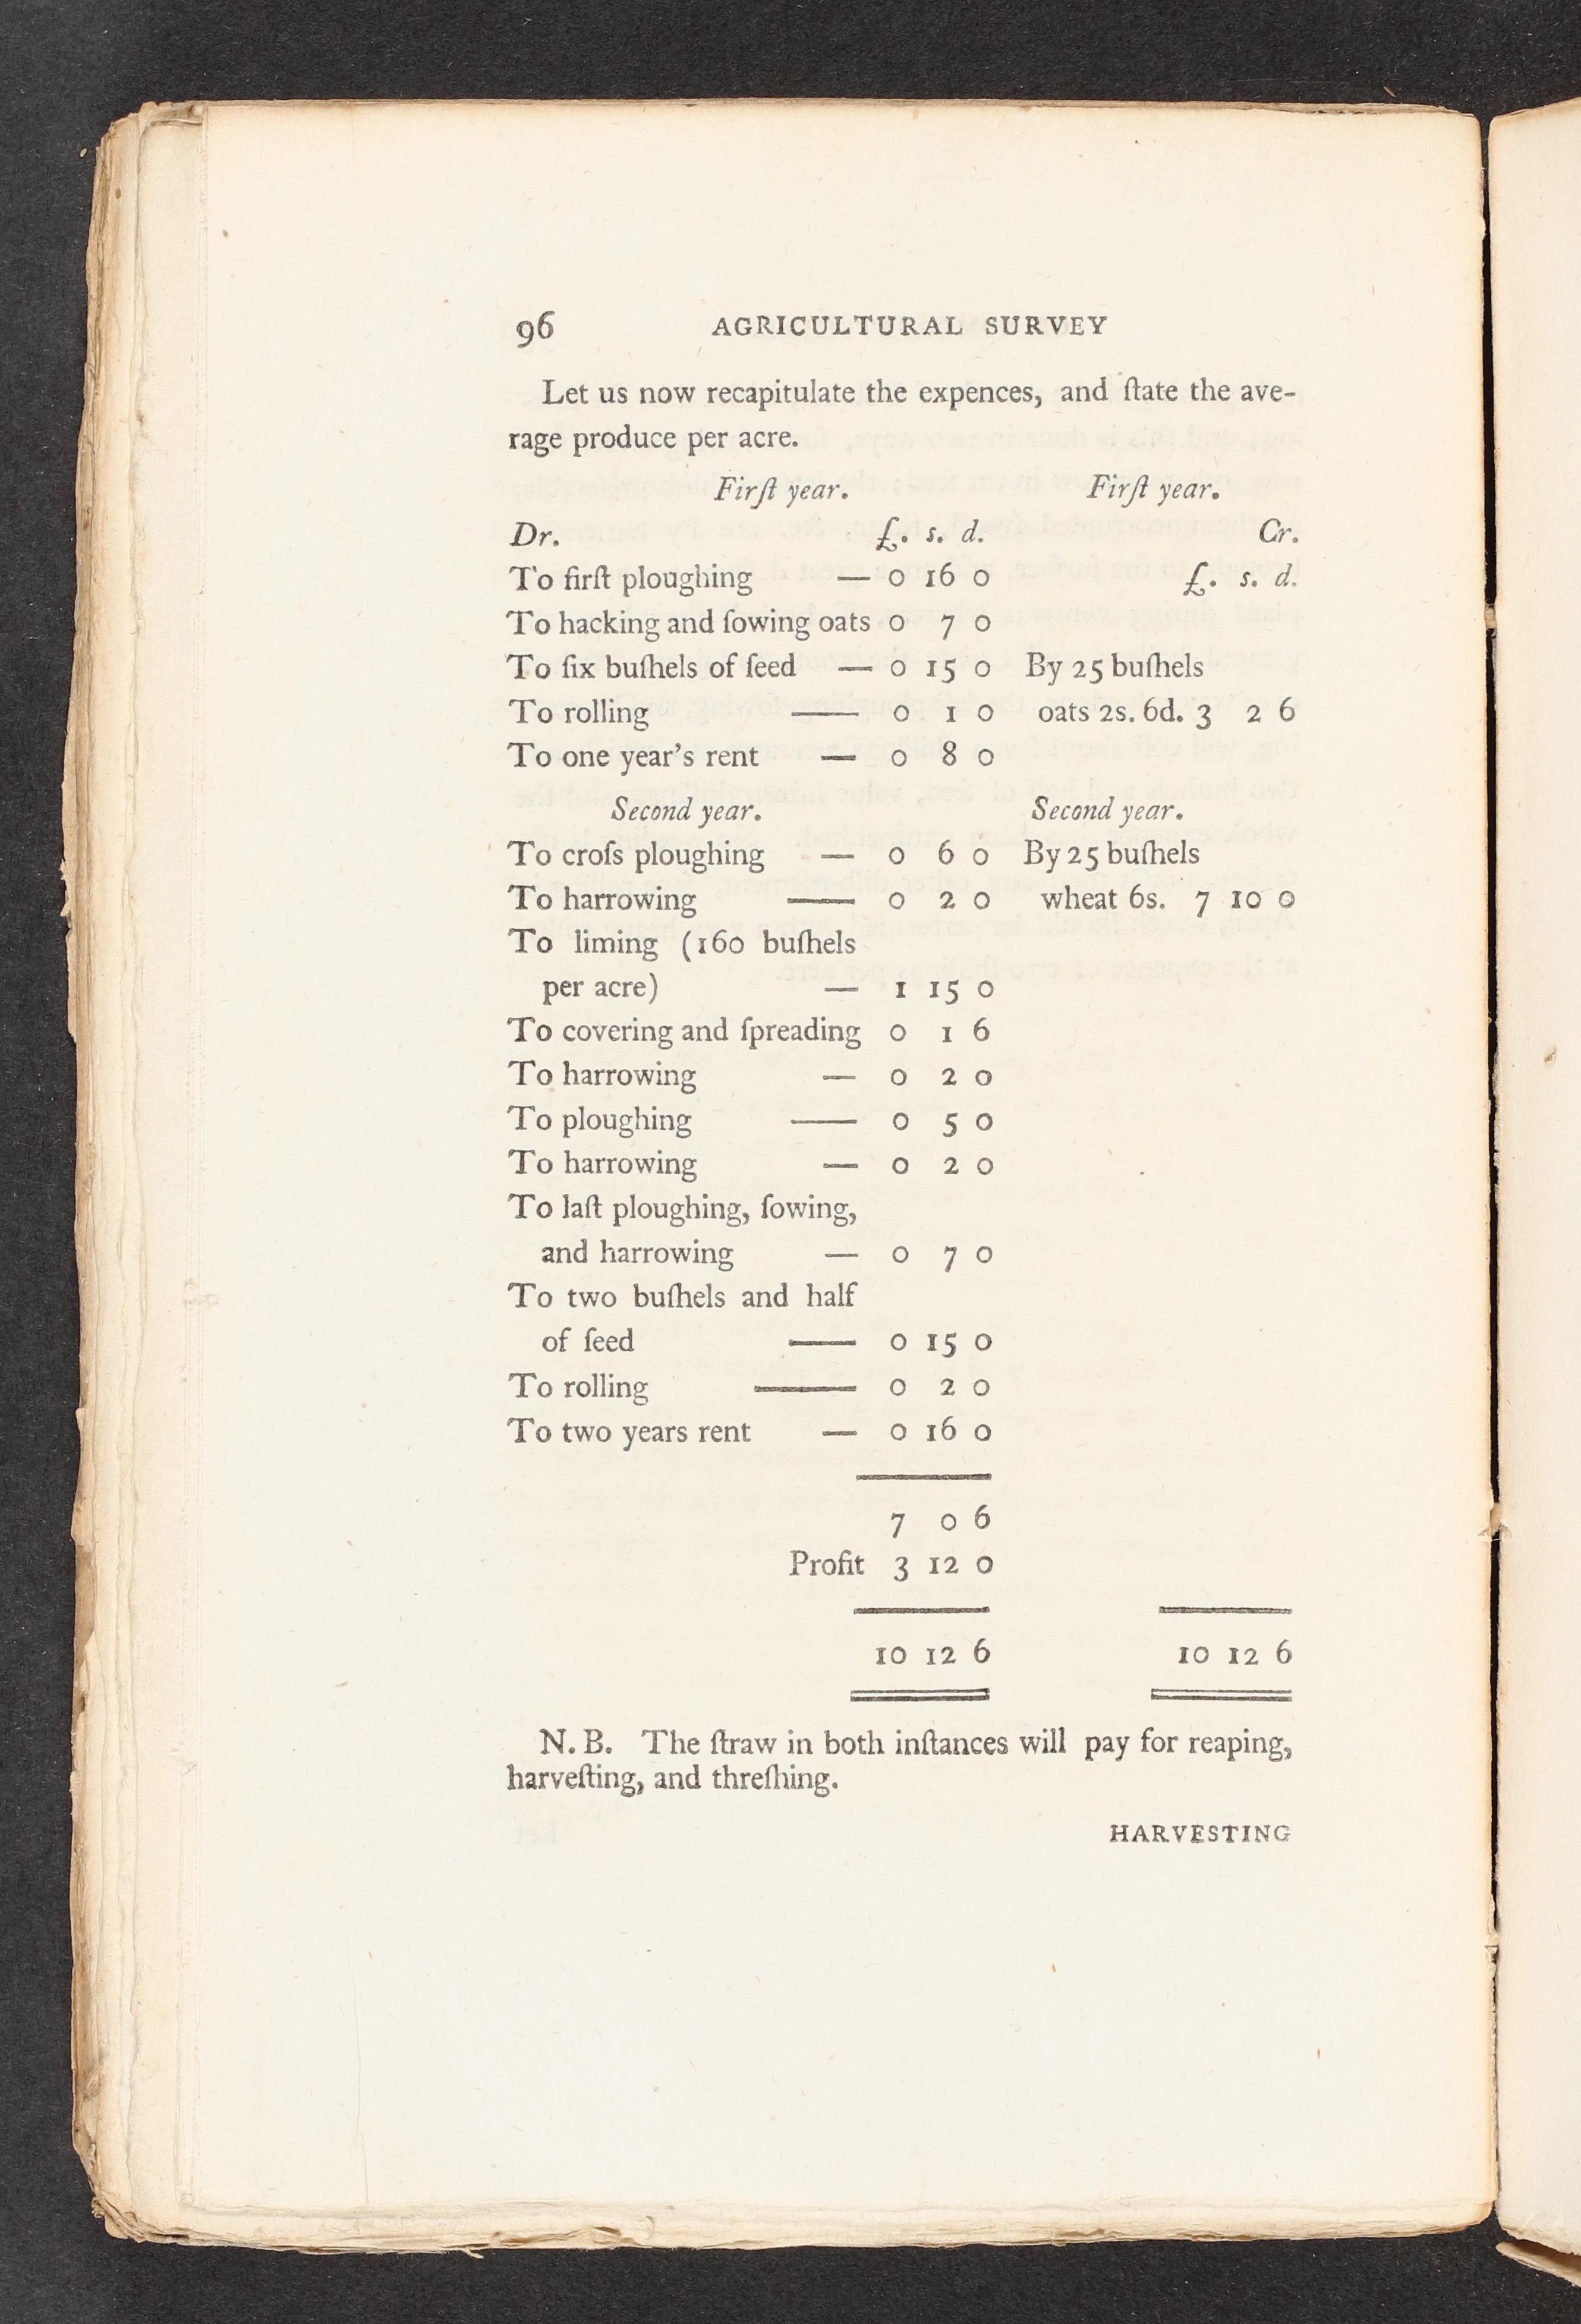 96 AGRICULTURAL SURVEY
Let us now recapitulate the expences, and ſtate the ave-
rage produce per acre.
Firſt year. Firſt year.
Dr. £. s. d. Cr.
To firſt ploughing — 0 16 0 £. s. d.
To hacking and ſowing oats 0 7 0
To ſix buſhels of ſeed — 0 15 0 By 25 buſhels
To rolling — 0 1 0 oats 2s. 6d. 3 2 6
To one year's rent — 0 8 0
Second year. Second year.
To croſs ploughing — 0 6 0 By 25 buſhels
To harrowing — 0 2 0 wheat 6s. 7 10 0
To liming (160 buſhels
per acre) — 1 15 0
To covering and ſpreading 0 1 6
To harrowing — 0 2 0
To ploughing — 0 5 0
To harrowing — 0 2 0
To laſt ploughing, ſowing,
and harrowing — 0 7 0
To two buſhels and half
of ſeed — 0 15 0
To rolling — 0 2 0
To two years rent — 0 16 0
7 0 6
Profit 3 12 0
10 12 6 10 12 6
N. B. The ſtraw in both inſtances will pay for reaping,
harveſting, and threſhing.
HARVESTING